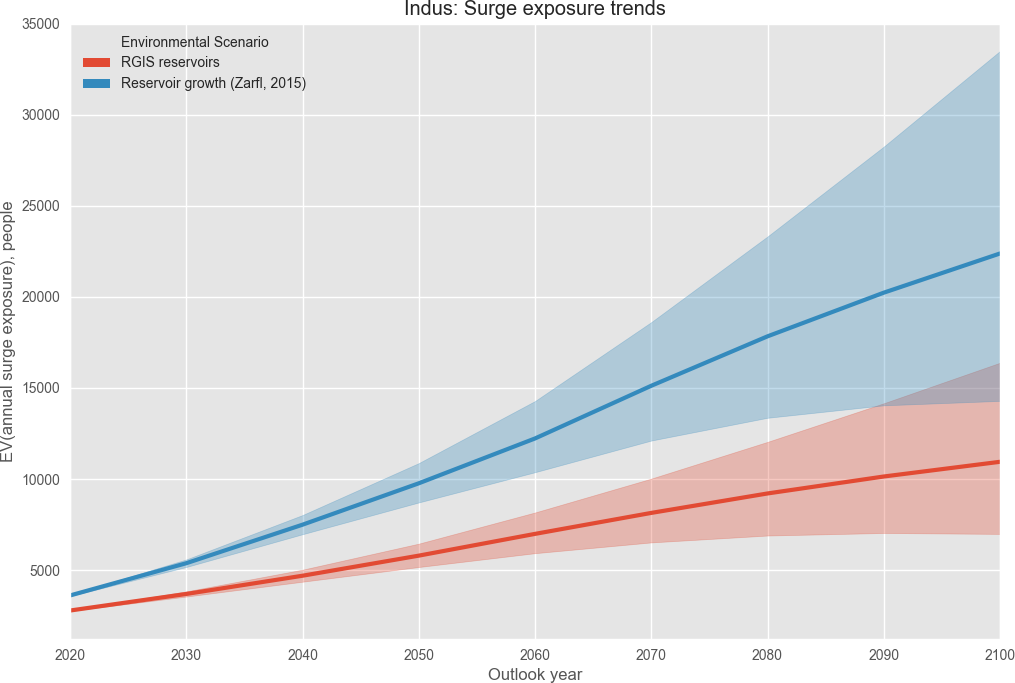 Indus: Surge exposure trends
Environmental Scenario
RGIS reservoirs
Reservoir growth (Zarfl, 2015)
EV(annual surge exposure), people
35000
30000
25000
20000
15000
10000
5000
2020 2030 2040 2050 2060 2070 2080 2090 2100
Outlook year